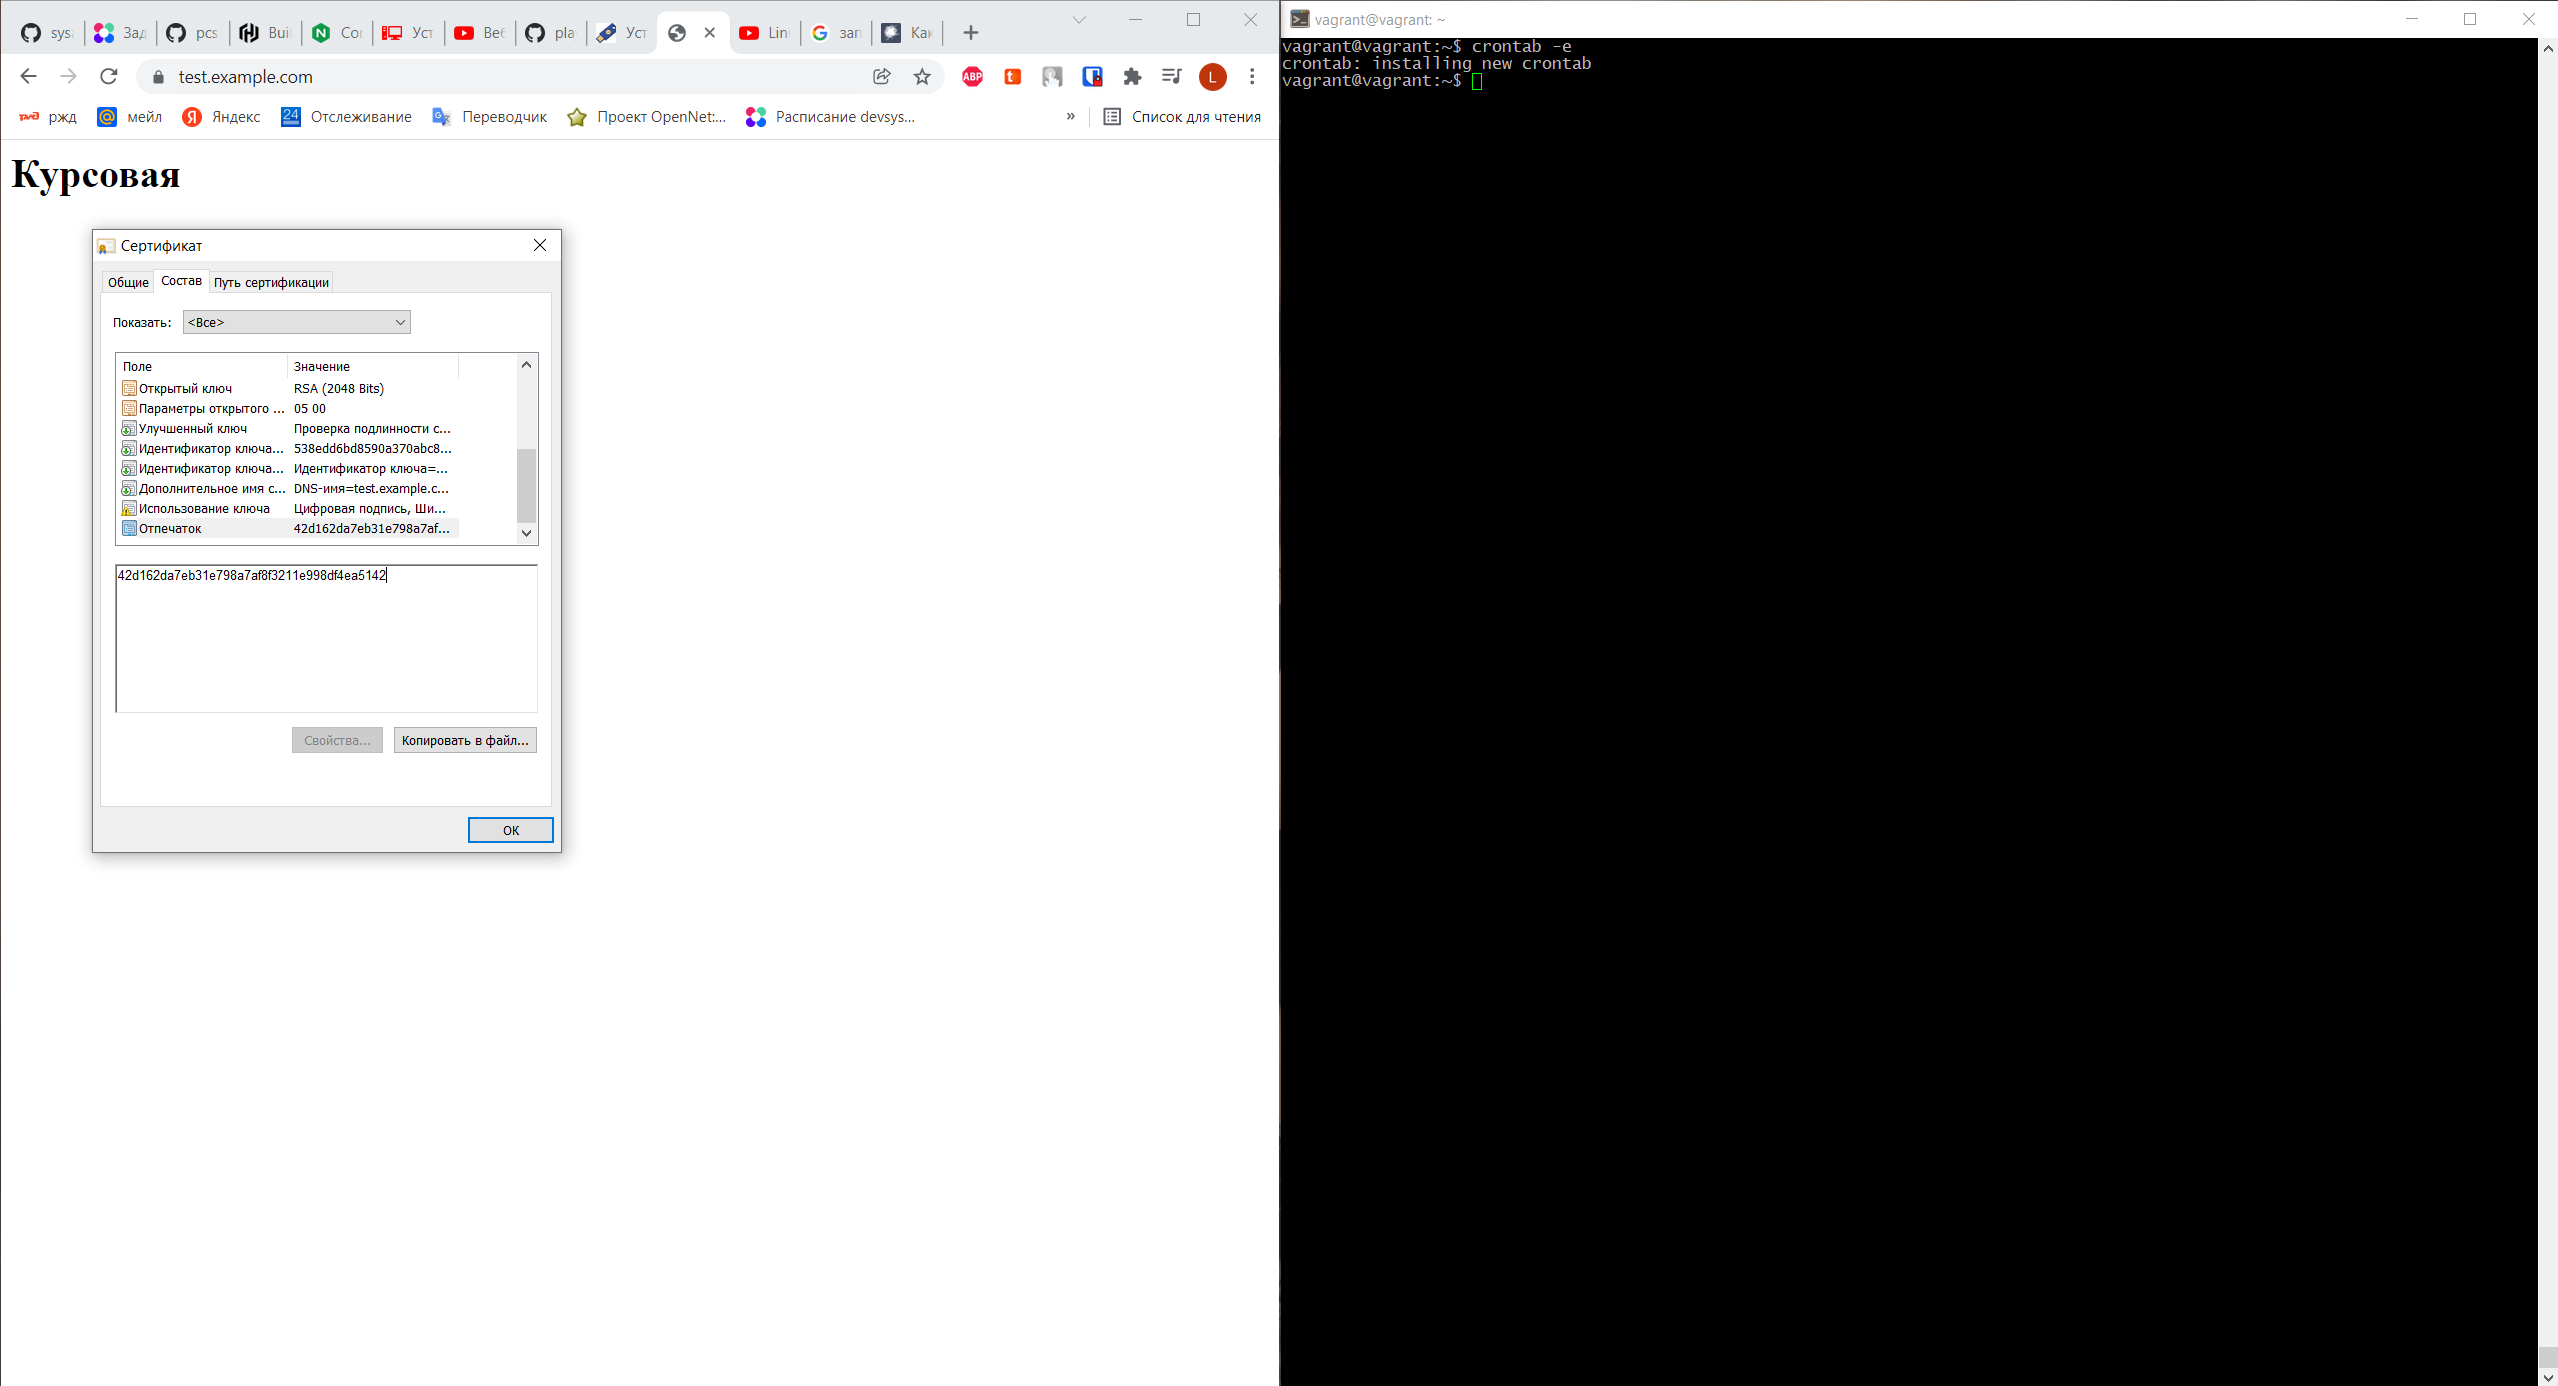 sys
Зад
pcs
Buil
Co
Уст
Веб
pla
Уст
Lin
зап
Как
test.example.com
ABP
t
L
ржд
мейл
Яндекс
24
Отслеживание
Переводчик
Проект OpenNet:...
Расписание devsys...
»
Список для чтения
Курсовая
Сертификат
Общие
Состав
Путь сертификации
Показать:
<Все>
Поле Значение
Открытый ключ RSA (2048 Bits)
Параметры открытого ... 05 00
Улучшенный ключ Проверка подлинности с...
Идентификатор ключа... 538edd6bd8590a370abc8...
Идентификатор ключа... Идентификатор ключа=...
Дополнительное имя с... DNS-имя=test.example.c...
Использование ключа Цифровая подпись, Ши...
Отпечаток 42d162da7eb31e798a7af...
42d162da7eb31e798a7af8f3211e998df4ea5142
Свойства...
Копировать в файл...
ОК
vagrant@vagrant: ~
vagrant@vagrant:~$ crontab -e
crontab: installing new crontab
vagrant@vagrant:~$